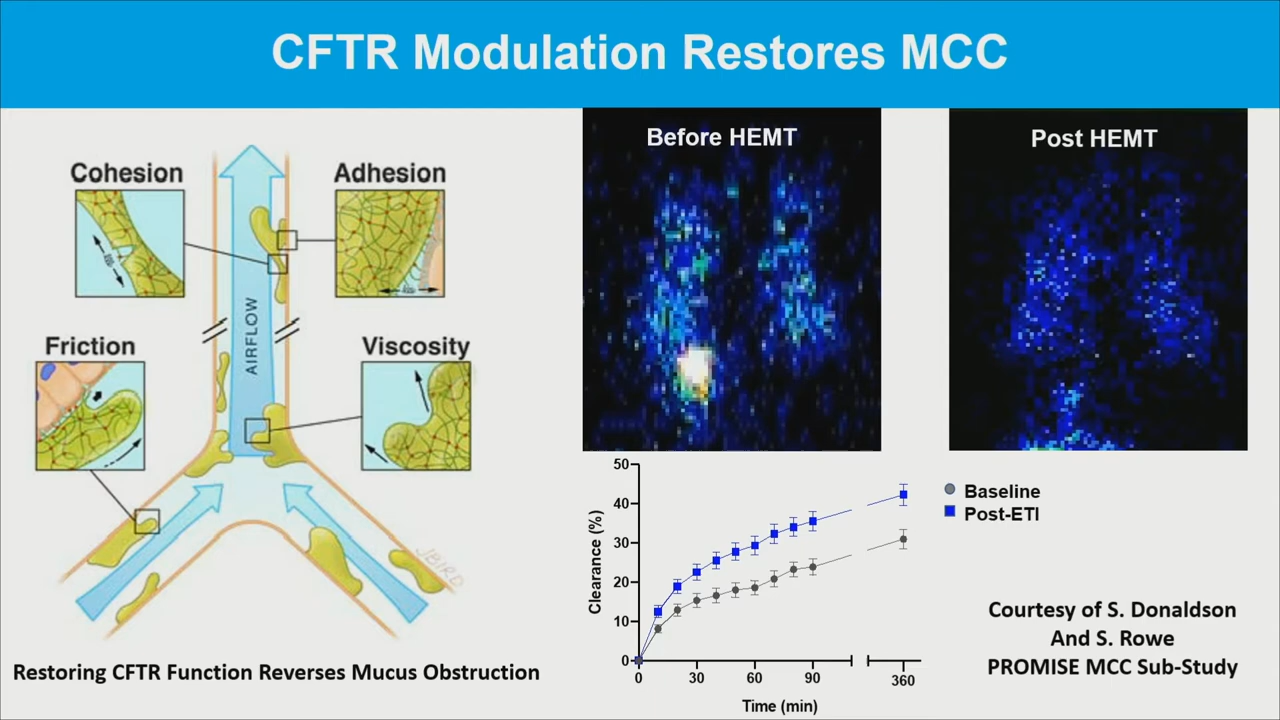 CFTR Modulation Restores MCC
Cohesion
Adhesion
Friction
Viscosity
AIRFLOW
JBIRD
Restoring CFTR Function Reverses Mucus Obstruction
Before HEMT
Post HEMT
50
40
30
20
10
0
Clearance (%)
0 30 60 90 360
Time (min)
Baseline
Post-ETI
Courtesy of S. Donaldson
And S. Rowe
PROMISE MCC Sub-Study